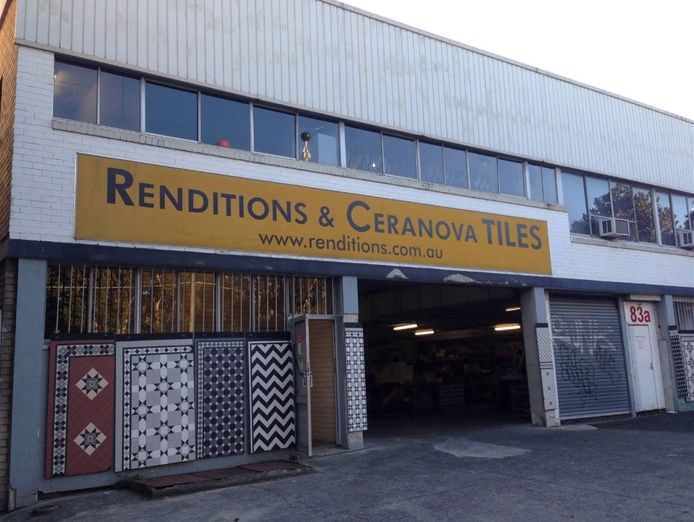 RENDITIONS & CERANOVA TILES
www.renditions.com.au
83a